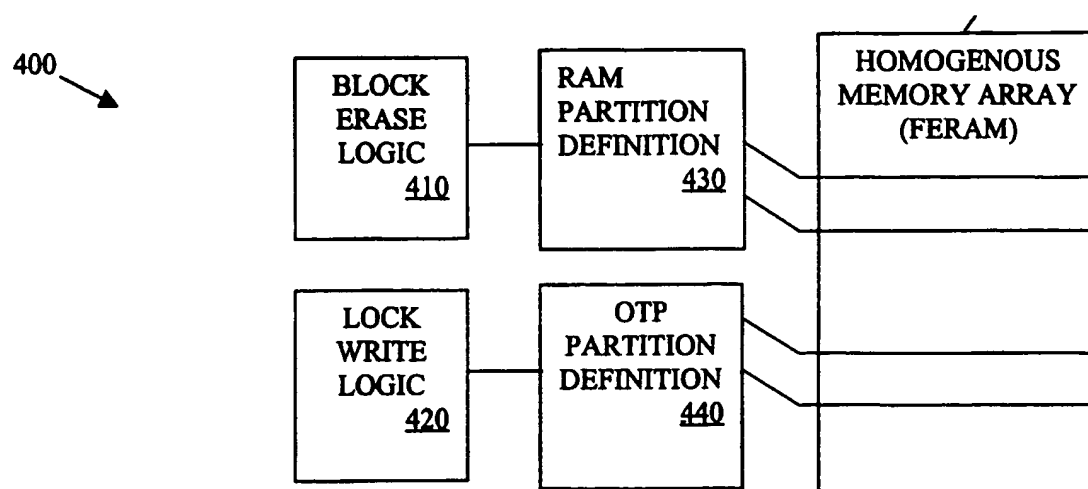 400
BLOCK
ERASE
LOGIC
410
RAM
PARTITION
DEFINITION
430
HOMOGENOUS
MEMORY ARRAY
(FERAM)
LOCK
WRITE
LOGIC
420
OTP
PARTITION
DEFINITION
440